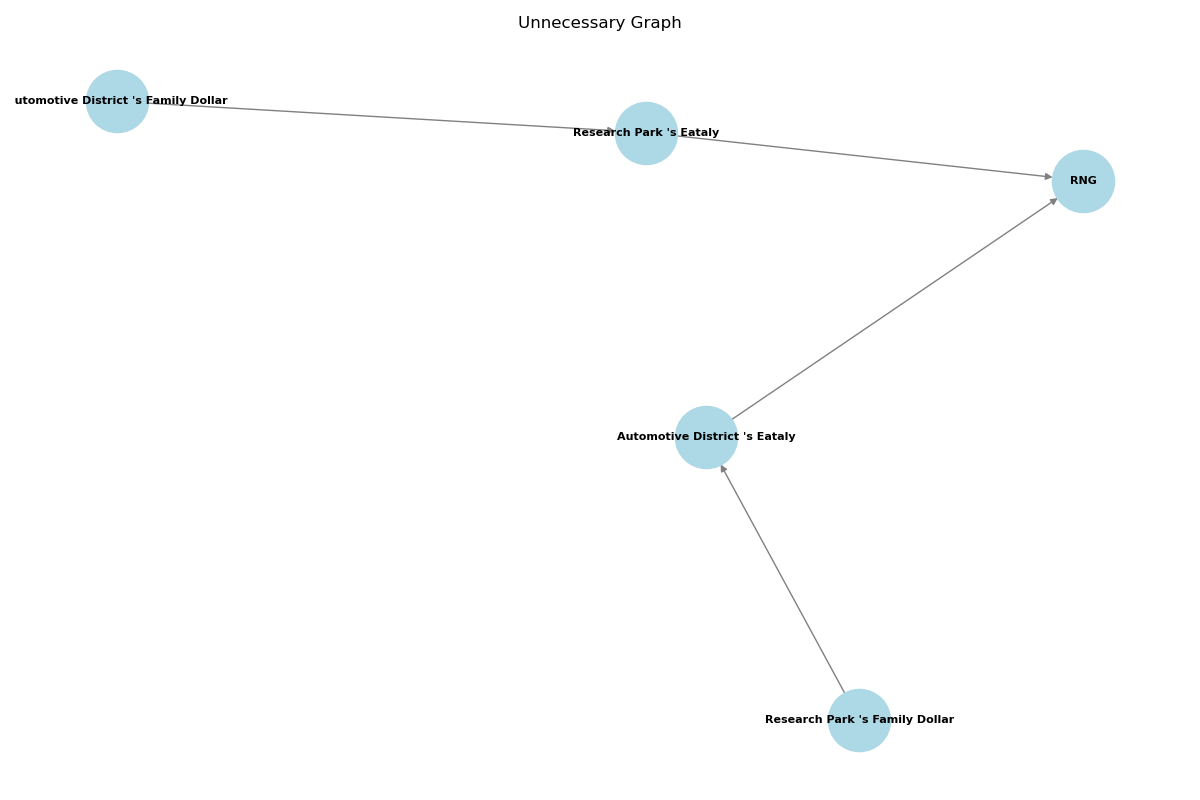 Unnecessary Graph
utomotive District 's Family Dollar
Research Park 's Eataly
RNG
Automotive District 's Eataly
Research Park 's Family Dollar